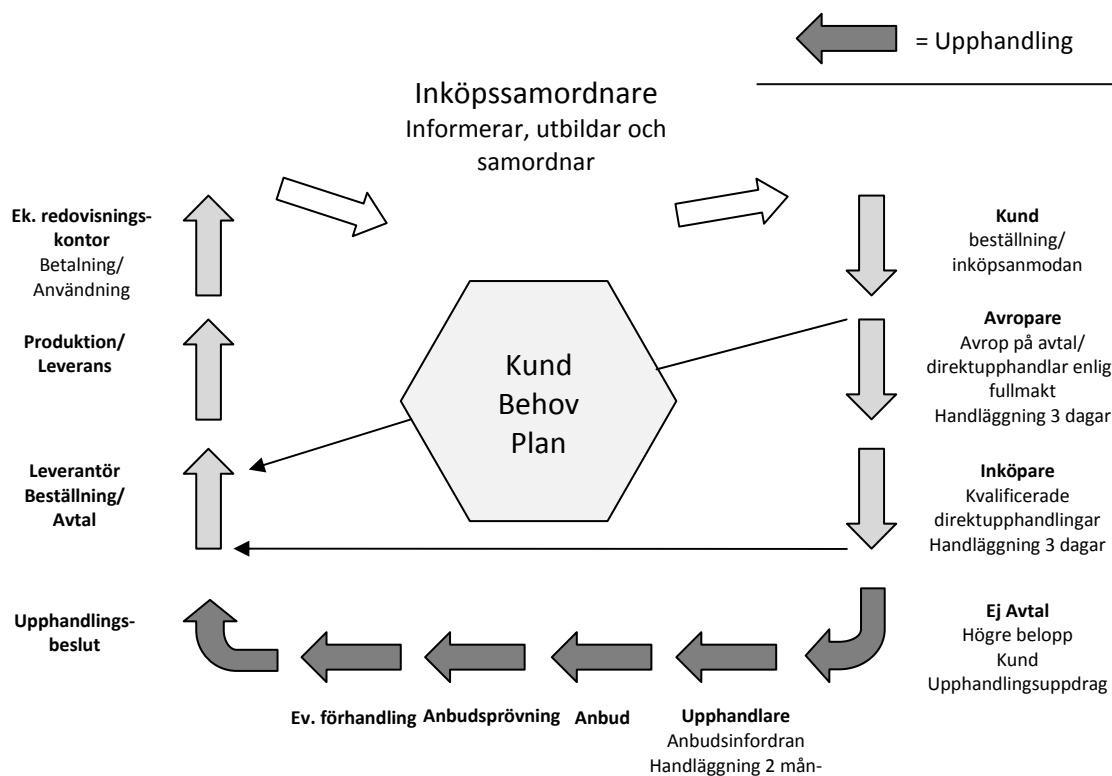 = Upphandling
Inköpssamordnare
Informerar, utbildar och
samordnar
Ek. redovisnings-
kontor
Betalning/
Användning
Produktion/
Leverans
Leverantör
Beställning/
Avtal
Upphandlings-
beslut
Kund
Behov
Plan
Kund
beställning/
inköpsanmodan
Avropare
Avrop på avtal/
direktupphandlar enlig
fullmakt
Handläggning 3 dagar
Inköpare
Kvalificerade
direktupphandlingar
Handläggning 3 dagar
Ej Avtal
Högre belopp
Kund
Upphandlingsuppdrag
Ev. förhandling
Anbudsprövning
Anbud
Upphandlare
Anbudsinfordran
Handläggning 2 mån-